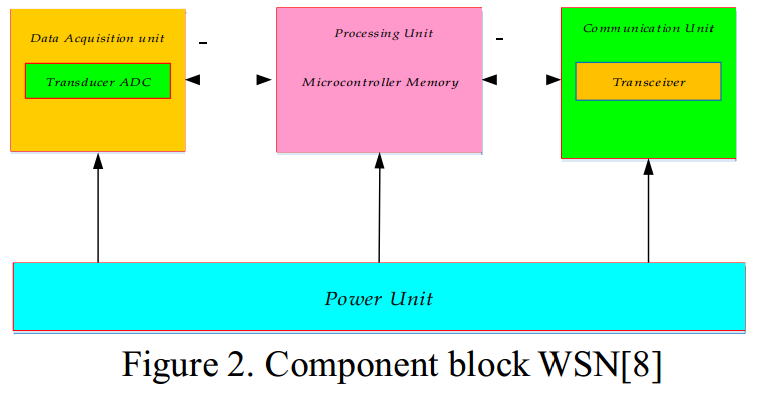 Data Acquisition unit
Transducer ADC
-
Processing Unit
Microcontroller Memory
-
Communication Unit
Transceiver
Power Unit
Figure 2. Component block WSN[8]